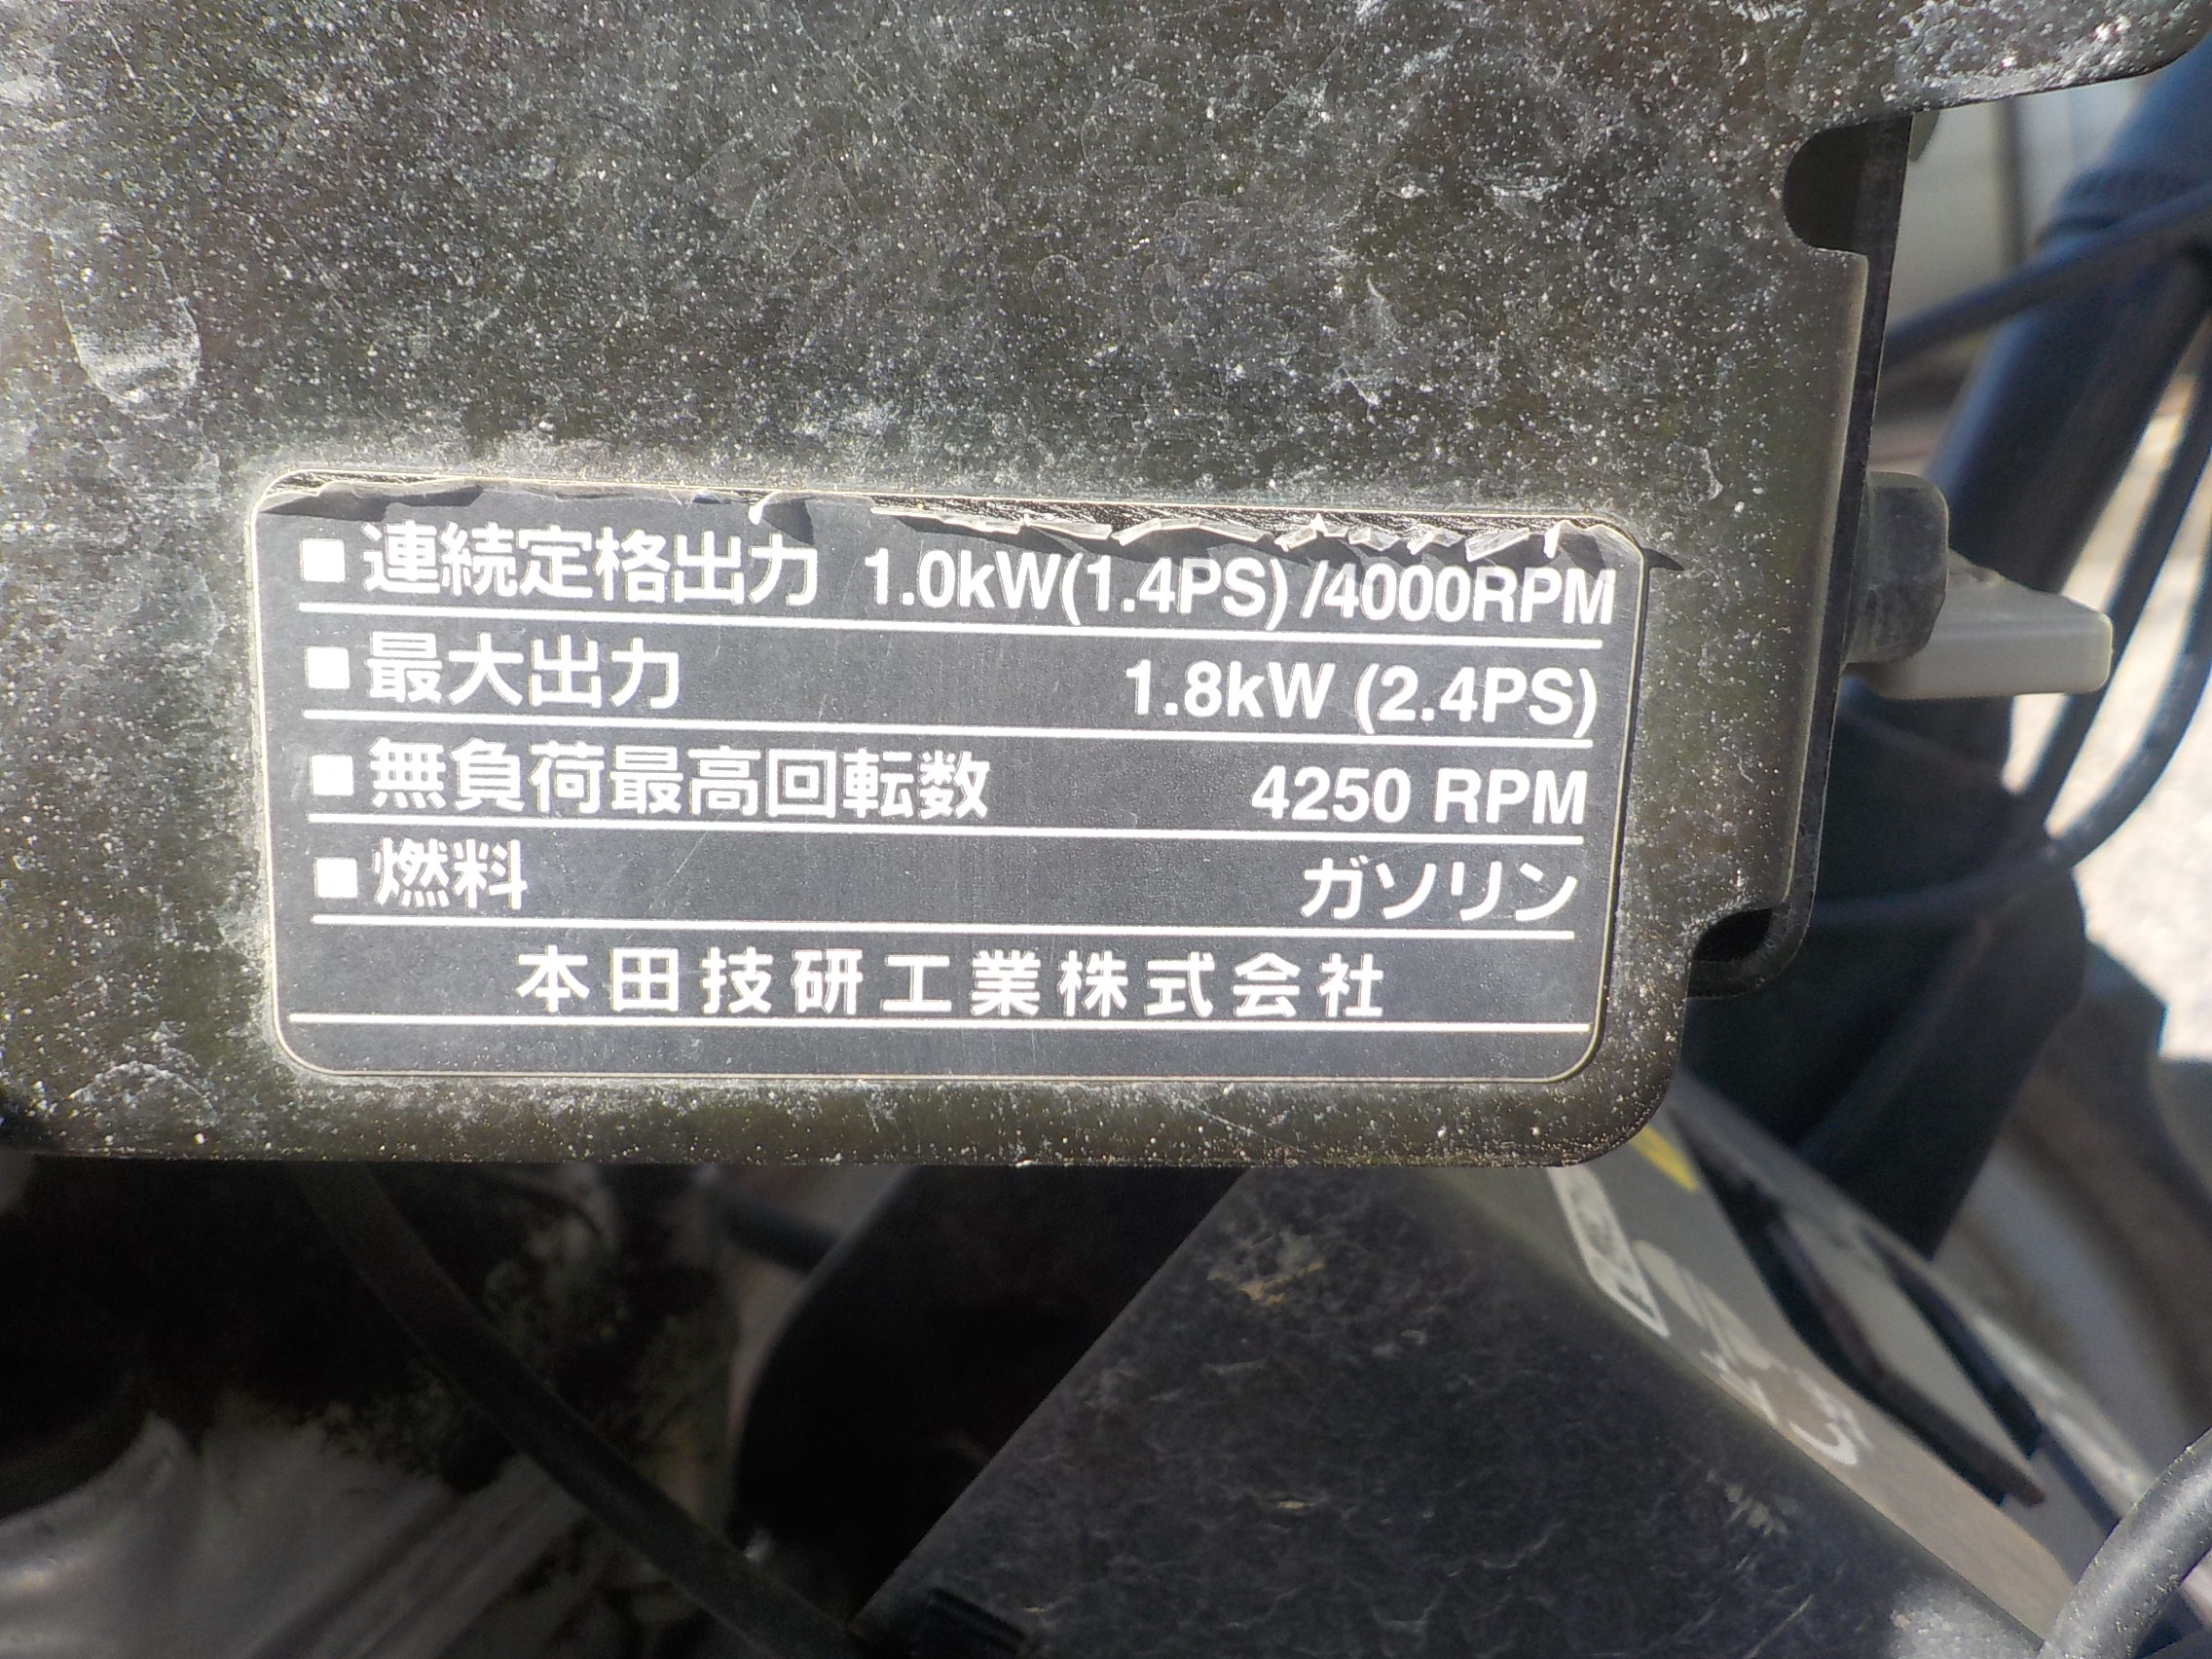 ■連続定格出力 1.0kW(1.4PS)/4000RPM
■最大出力 1.8kW (2.4PS)
■無負荷最高回転数 4250 RPM
■燃料 ガソリン
本田技研工業株式会社